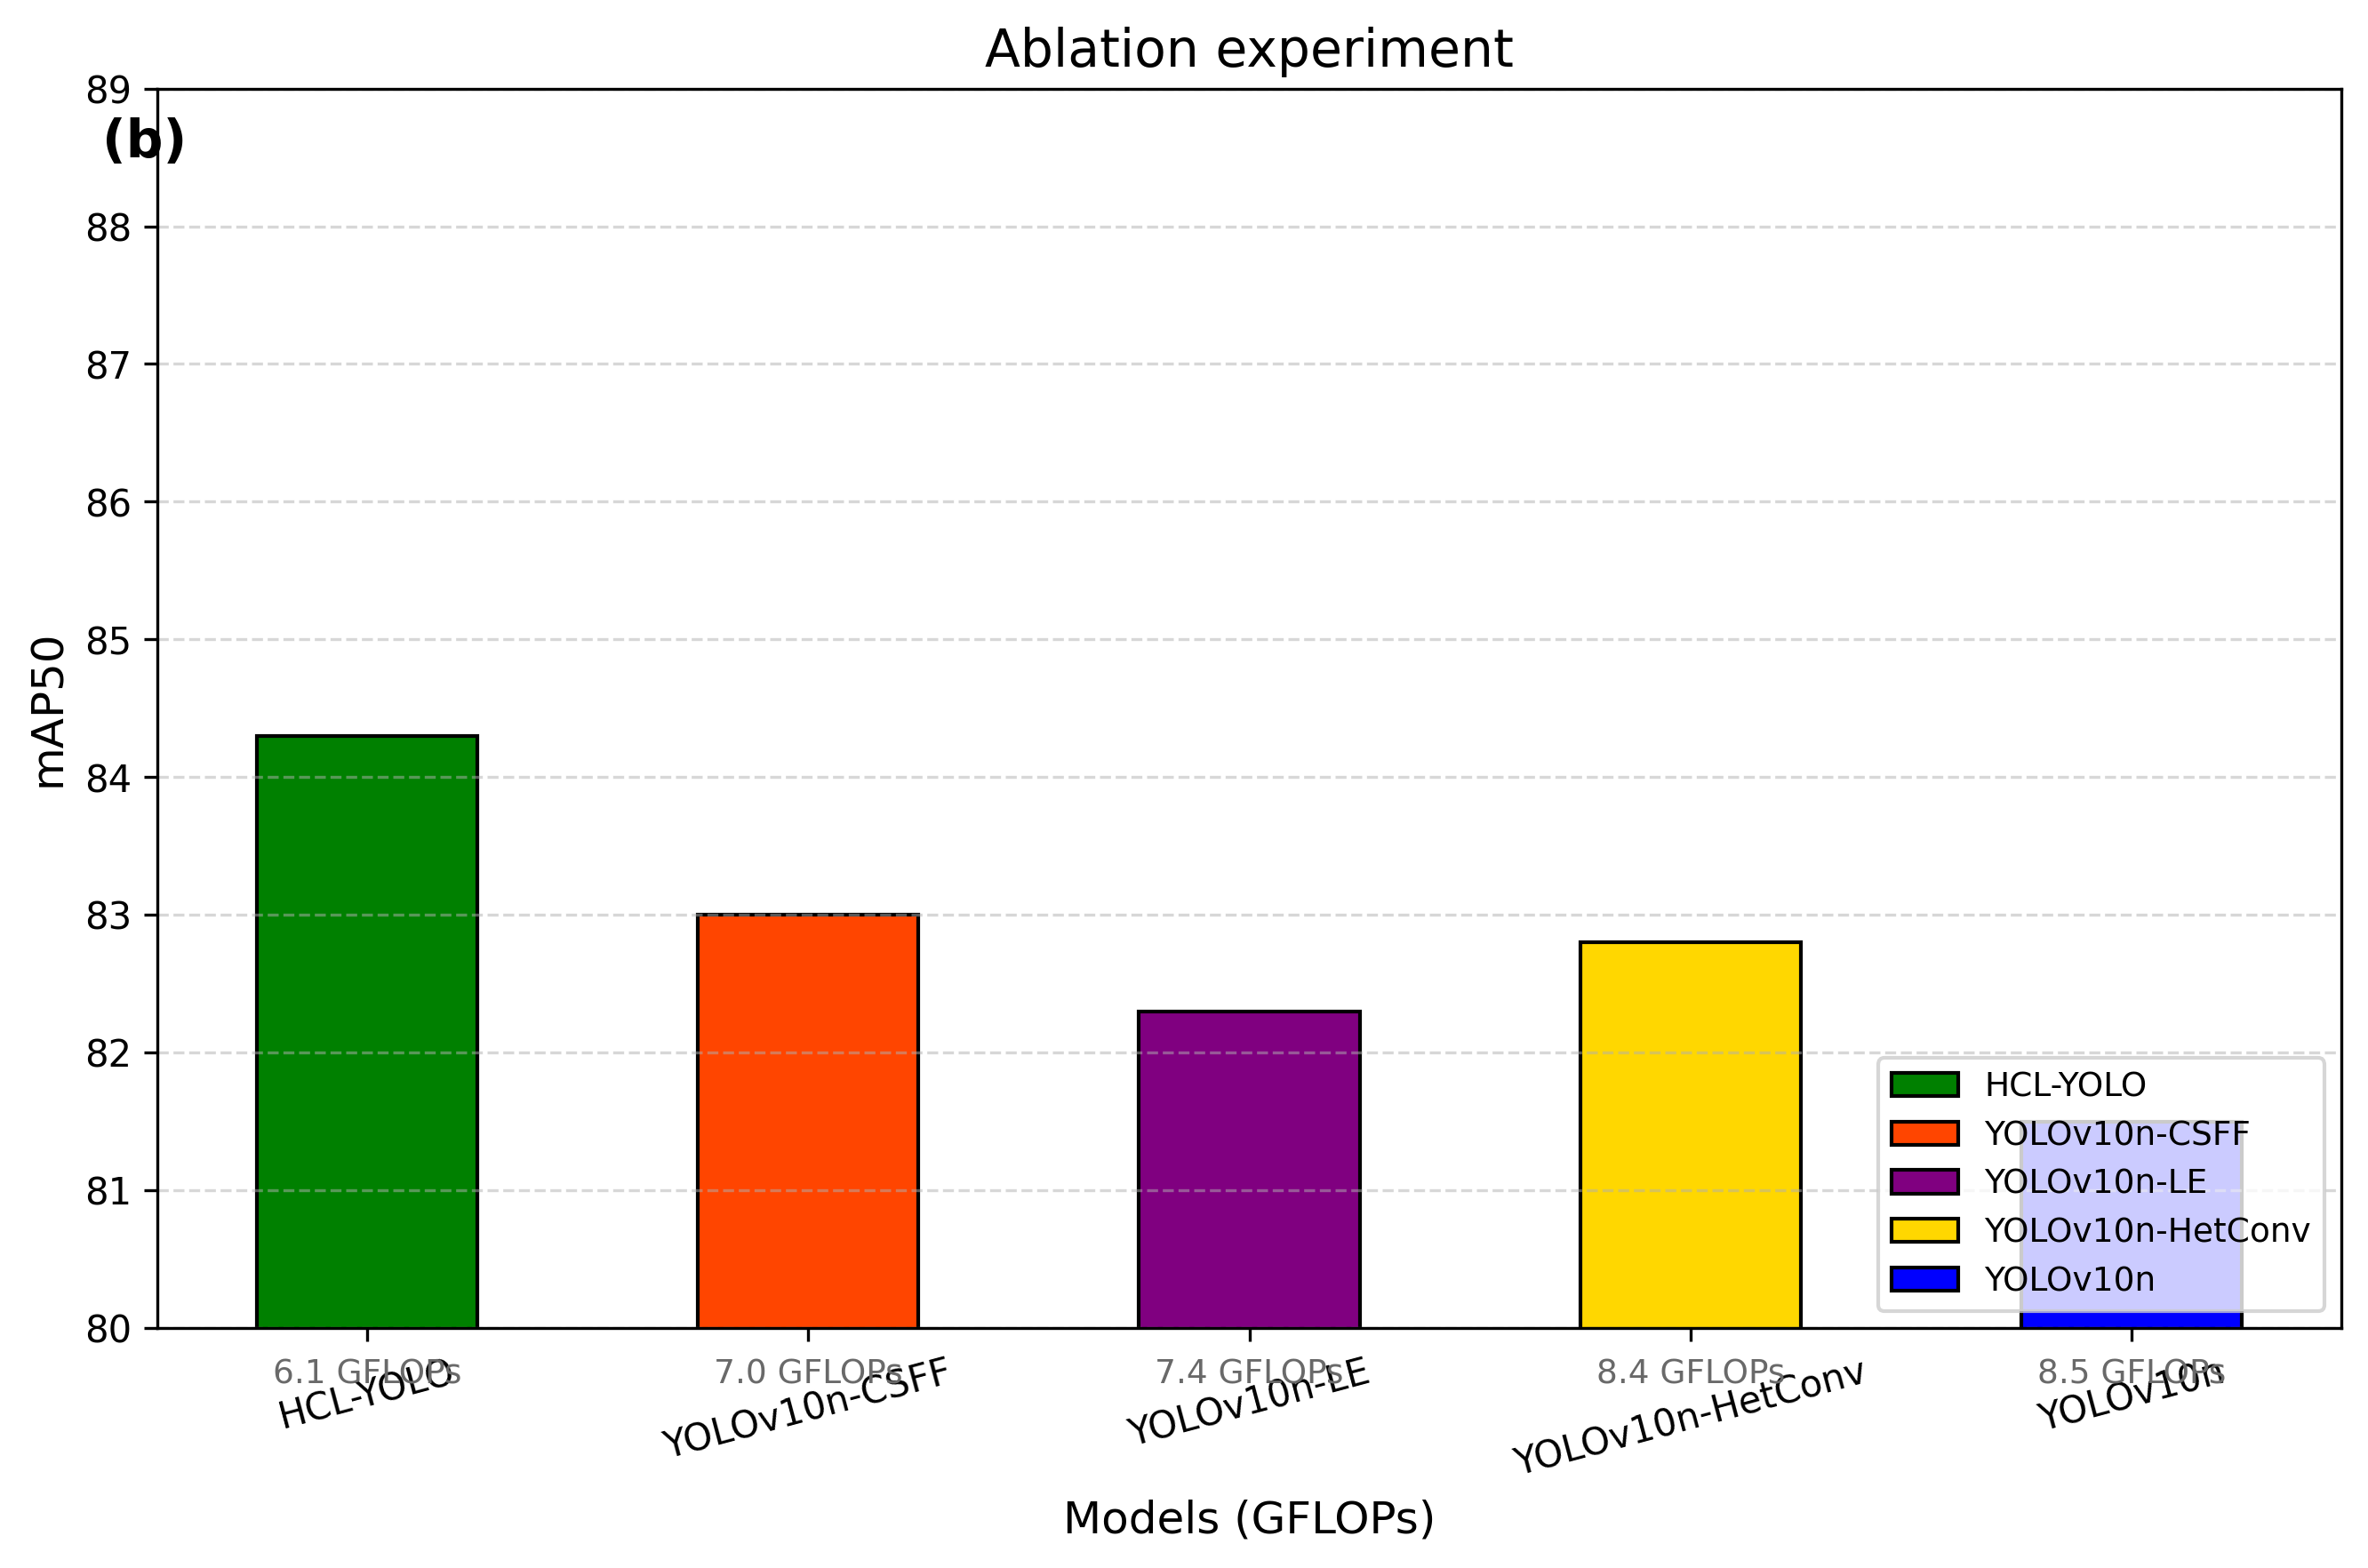 Ablation experiment
(b)
89
88
87
86
85
84
83
82
81
80
mAP50
HCL-YOLO
YOLOv10n-CSFF
YOLOv10n-LE
YOLOv10n-HetConv
YOLOv10n
6.1 GFLOPs
7.0 GFLOPs
7.4 GFLOPs
8.4 GFLOPs
8.5 GFLOPs
HCL-YOLO
YOLOv10n-CSFF
YOLOv10n-LE
YOLOv10n-HetConv
YOLOv10n
Models (GFLOPs)